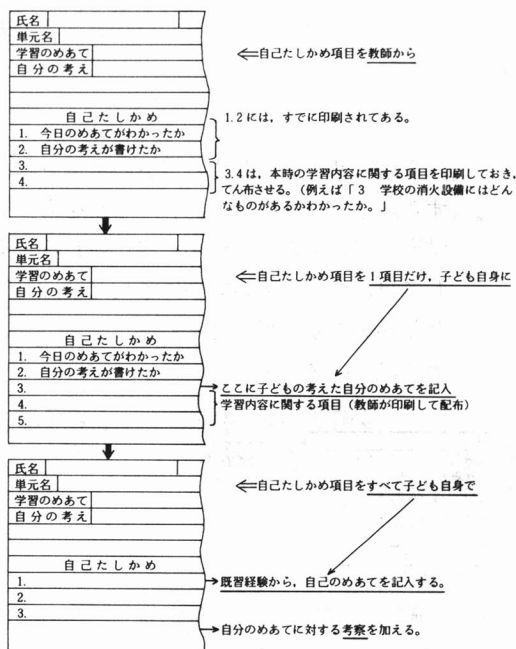 氏名
単元名
学習のめあて
自分の考え
⇐自己たしかめ項目を教師から
自己たしかめ
1. 今日のめあてがわかったか
2. 自分の考えが書けたか
3.
4.
1.2には，すでに印刷されてある。
3.4は，本時の学習内容に関する項目を印刷しておき，
てん布させる。(例えば「3 学校の消火設備にはどん
なものがあるかわかったか。」
氏名
単元名
学習のめあて
自分の考え
⇐自己たしかめ項目を1項目だけ，子ども自身に
自己たしかめ
1. 今日のめあてがわかったか
2. 自分の考えが書けたか
3.
4.
5.
ここに子どもの考えた自分のめあてを記入
学習内容に関する項目（教師が印刷して配布）
氏名
単元名
学習のめあて
自分の考え
⇐自己たしかめ項目をすべて子ども自身で
自己たしかめ
1.
2.
3.
既習経験から，自己のめあてを記入する。
自分のめあてに対する考察を加える。